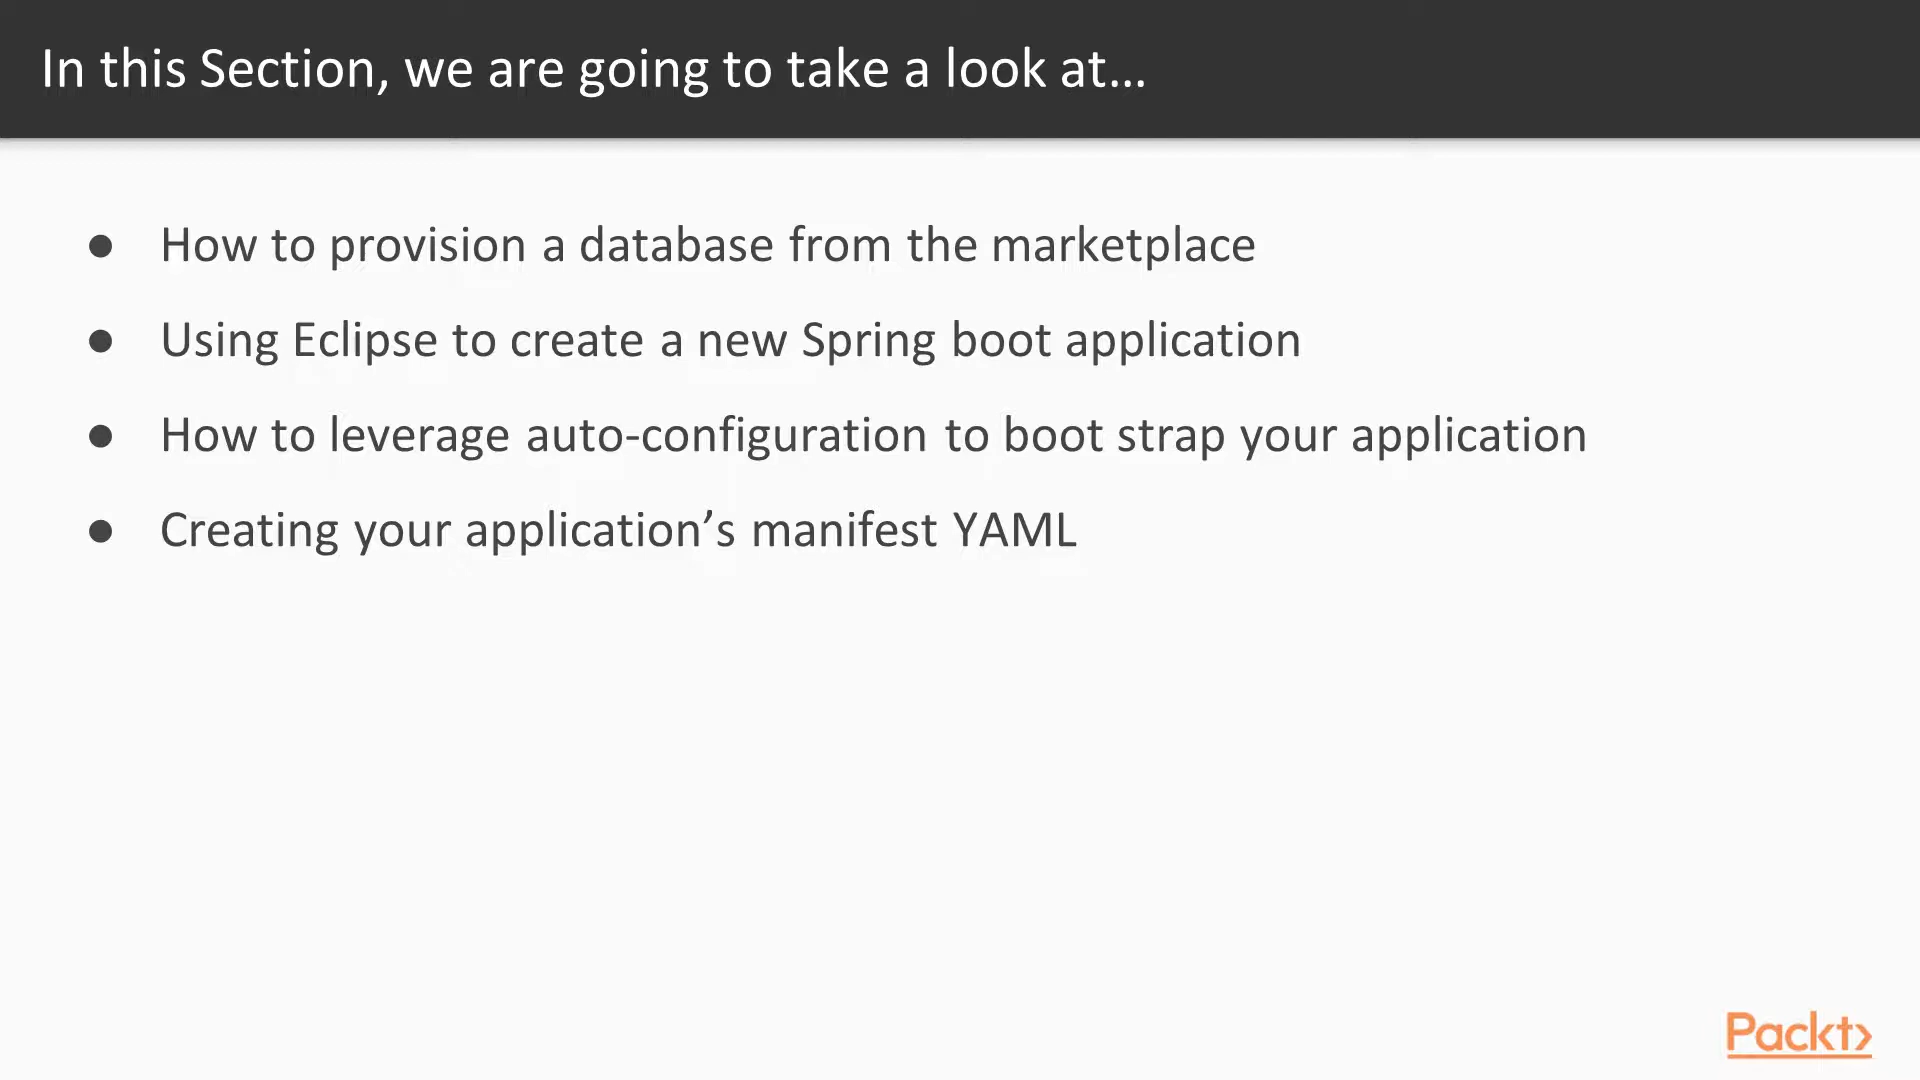 In this Section, we are going to take a look at...
● How to provision a database from the marketplace
● Using Eclipse to create a new Spring boot application
● How to leverage auto-configuration to boot strap your application
● Creating your application’s manifest YAML
Packt>